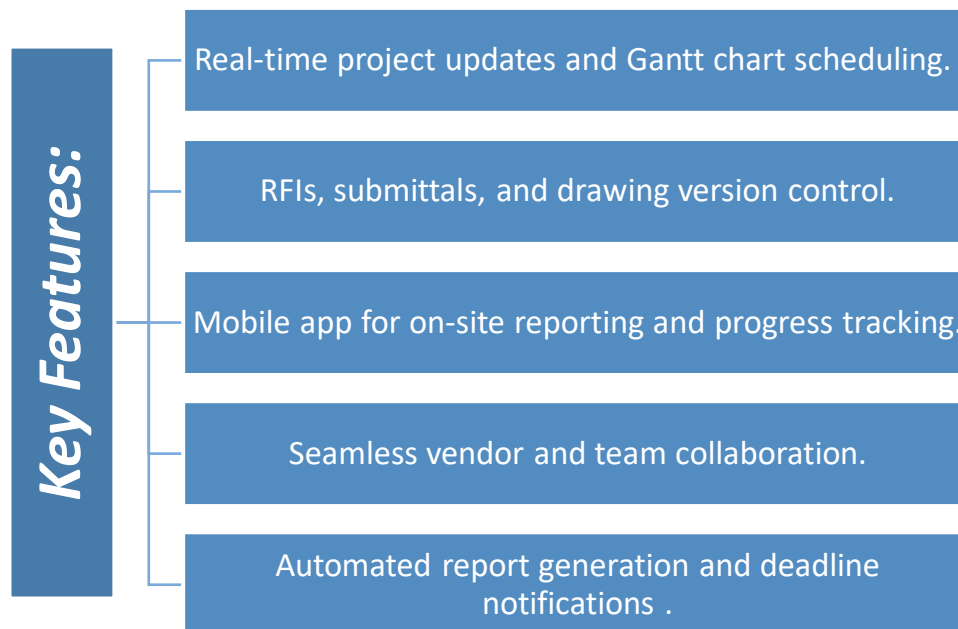 Key Features:
Real-time project updates and Gantt chart scheduling.
RFIs, submittals, and drawing version control.
Mobile app for on-site reporting and progress tracking.
Seamless vendor and team collaboration.
Automated report generation and deadline
notifications .